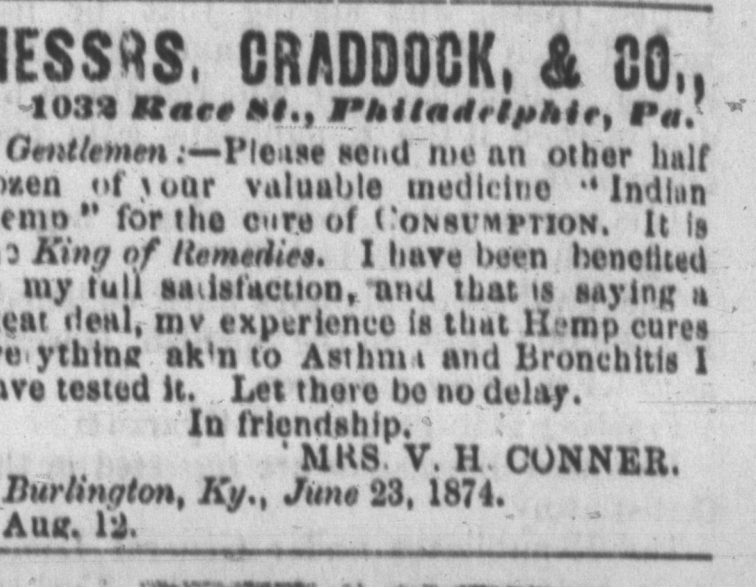 ESSRS. CRADDOCK, & CO.,
1032 Race St., Philadelphie, Pa.
Gentlemen:—Please send me an other half
ozen of your valuable medicine "Indian
emp" for the cure of CONSUMPTION. It is
King of Remedies. I have been benefited
my full satisfaction, and that is saying a
eat deal, my experience is that Hemp cures
e ything akin to Asthma and Bronchitis I
ave tested it. Let there be no delay.
In friendship.
MRS. V. H. CONNER.
Burlington, Ky., June 23, 1874.
Aug. 12.